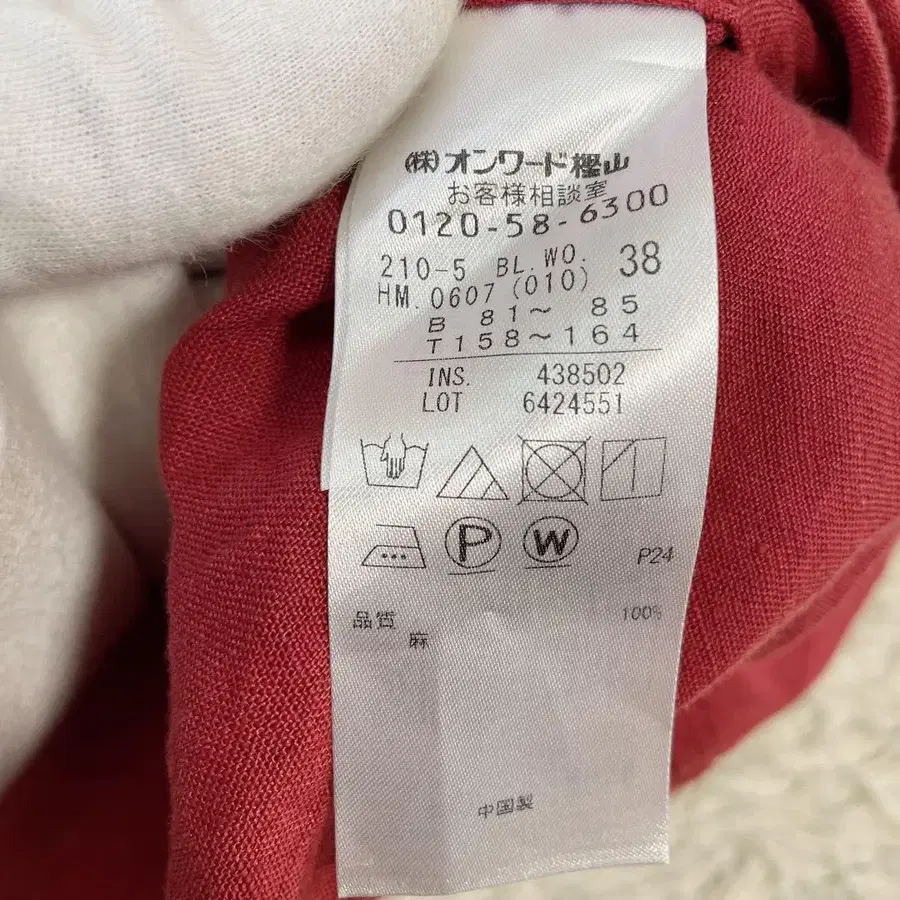 (株)オンワード樫山
お客様相談室
0120-58-6300
210-5 BL.WO. 38
HM.0607(010)
B 81～ 85
T158～164
INS. 438502
LOT 6424551
P W P24
品質 100%
麻
中国製